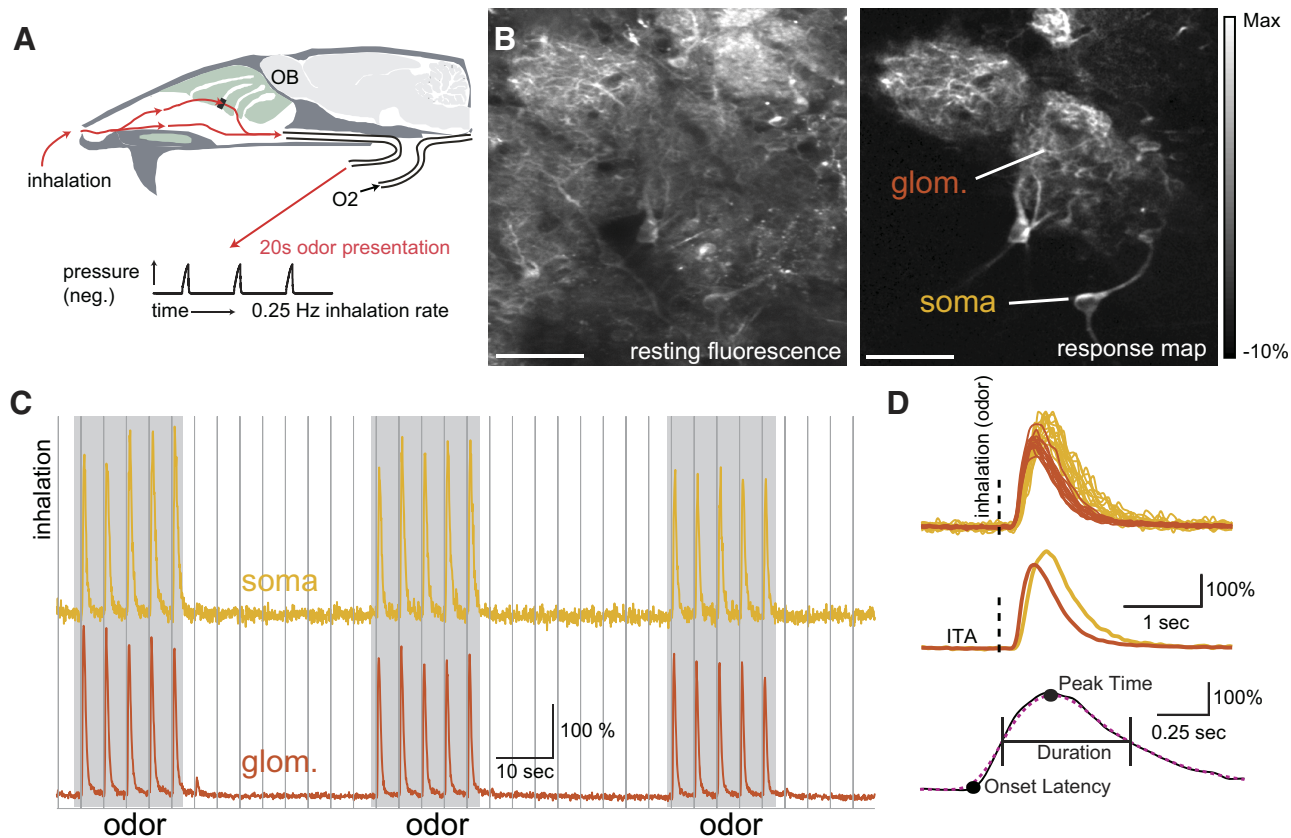 A
OB
inhalation
O2
20s odor presentation
pressure
(neg.)
time
0.25 Hz inhalation rate
B
resting fluorescence
glom.
soma
response map
Max
-10%
C
inhalation
soma
glom.
100 %
10 sec
odor
odor
odor
D
inhalation (odor)
100%
1 sec
ITA
Peak Time
100%
0.25 sec
Duration
Onset Latency